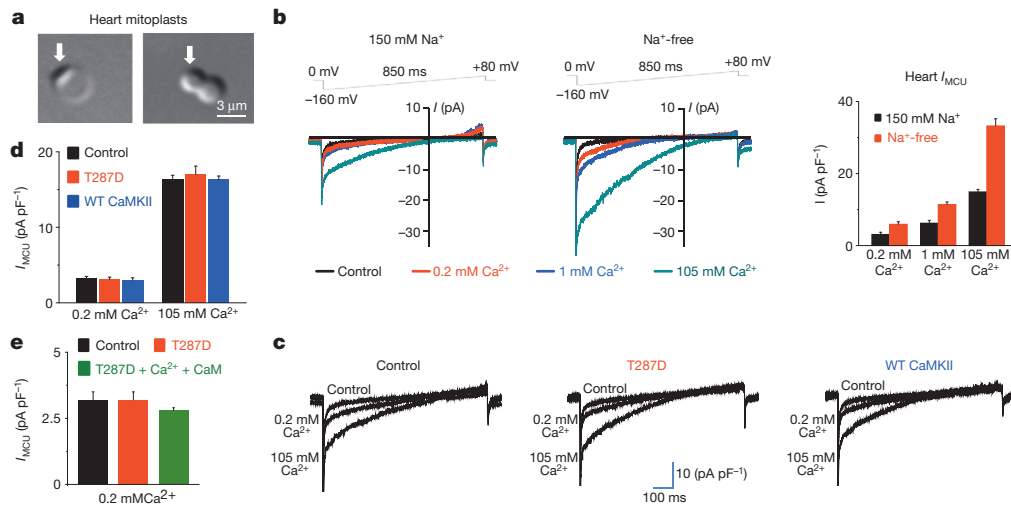 a
Heart mitoplasts
3 μm
b
150 mM Na⁺
0 mV
850 ms
+80 mV
−160 mV
10
I (pA)
−10
−20
−30
Na⁺-free
0 mV
850 ms
+80 mV
−160 mV
10
I (pA)
−10
−20
−30
Control
0.2 mM Ca²⁺
1 mM Ca²⁺
105 mM Ca²⁺
Heart I_MCU
150 mM Na⁺
Na⁺-free
I (pA pF⁻¹)
40
20
0
0.2 mM Ca²⁺
1 mM Ca²⁺
105 mM Ca²⁺
d
Control
T287D
WT CaMKII
I_MCU (pA pF⁻¹)
20
10
0
0.2 mM Ca²⁺
105 mM Ca²⁺
e
Control
T287D
T287D + Ca²⁺ + CaM
I_MCU (pA pF⁻¹)
5
2.5
0
0.2 mMCa²⁺
c
Control
Control
0.2 mM
Ca²⁺
105 mM
Ca²⁺
T287D
Control
0.2 mM
Ca²⁺
105 mM
Ca²⁺
10 (pA pF⁻¹)
100 ms
WT CaMKII
Control
0.2 mM
Ca²⁺
105 mM
Ca²⁺